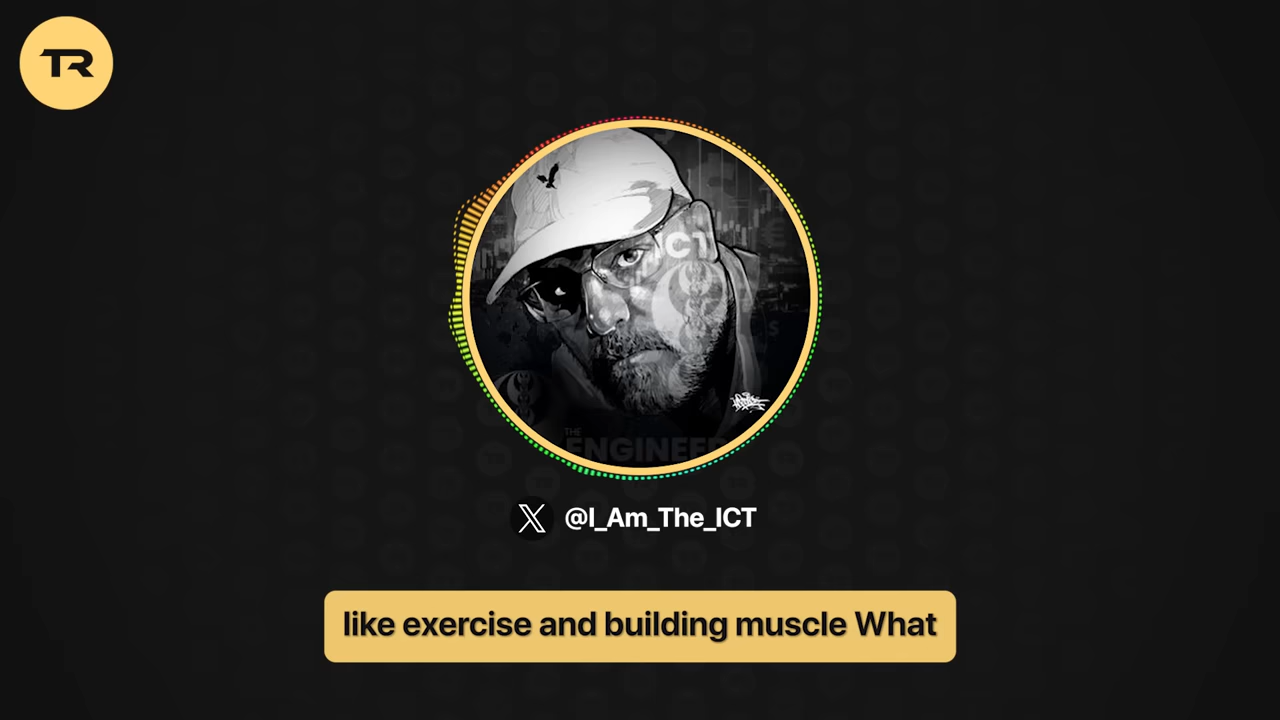 TR
ICT
THE
ENGINEER
@I_Am_The_ICT
like exercise and building muscle What